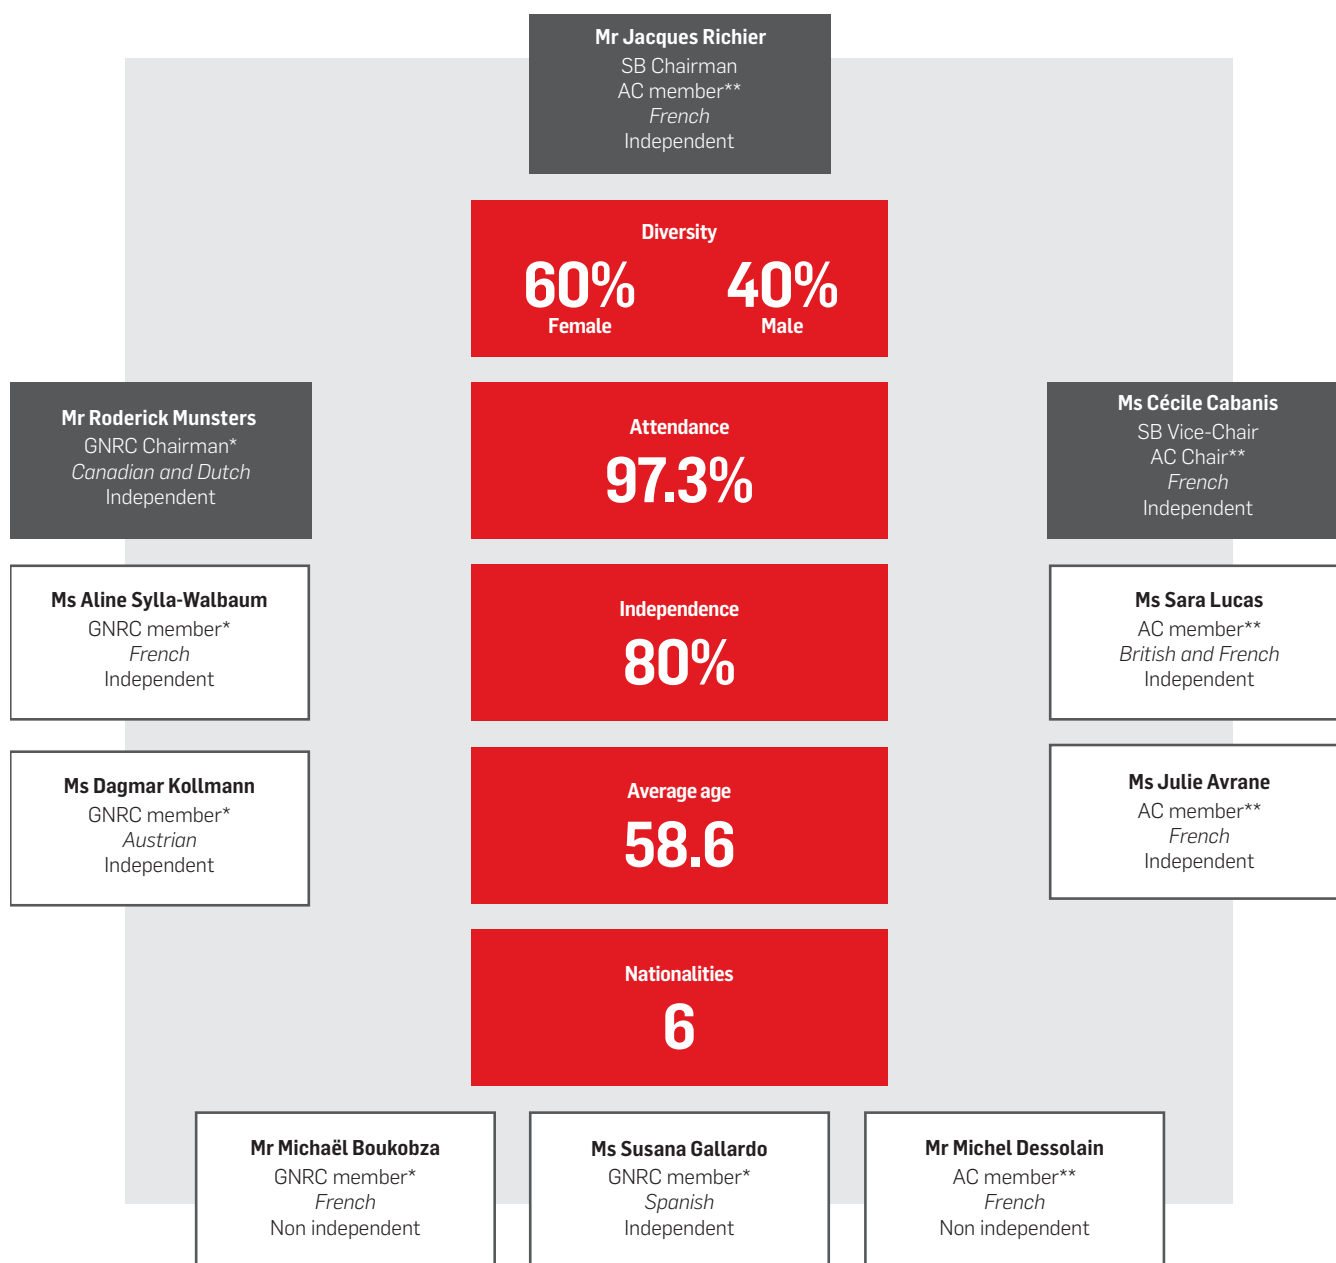 Mr Jacques Richier
SB Chairman
AC member**
French
Independent
Diversity
60% 40%
Female Male
Mr Roderick Munsters
GNRC Chairman*
Canadian and Dutch
Independent
Attendance
97.3%
Ms Cécile Cabanis
SB Vice-Chair
AC Chair**
French
Independent
Ms Aline Sylla-Walbaum
GNRC member*
French
Independent
Independence
80%
Ms Sara Lucas
AC member**
British and French
Independent
Ms Dagmar Kollmann
GNRC member*
Austrian
Independent
Average age
58.6
Ms Julie Avrane
AC member**
French
Independent
Nationalities
6
Mr Michaël Boukobza
GNRC member*
French
Non independent
Ms Susana Gallardo
GNRC member*
Spanish
Independent
Mr Michel Dessolain
AC member**
French
Non independent